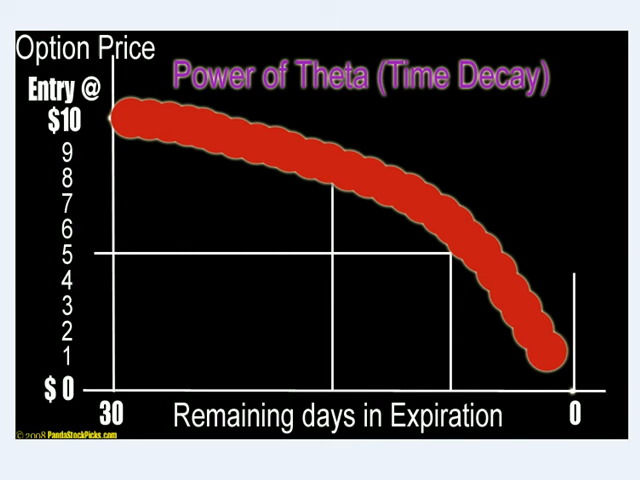 Option Price
Power of Theta (Time Decay)
Entry @
$10
9
8
7
6
5
4
3
2
1
$ 0
30
Remaining days in Expiration
0
© 2008 PandaStockPicks.com